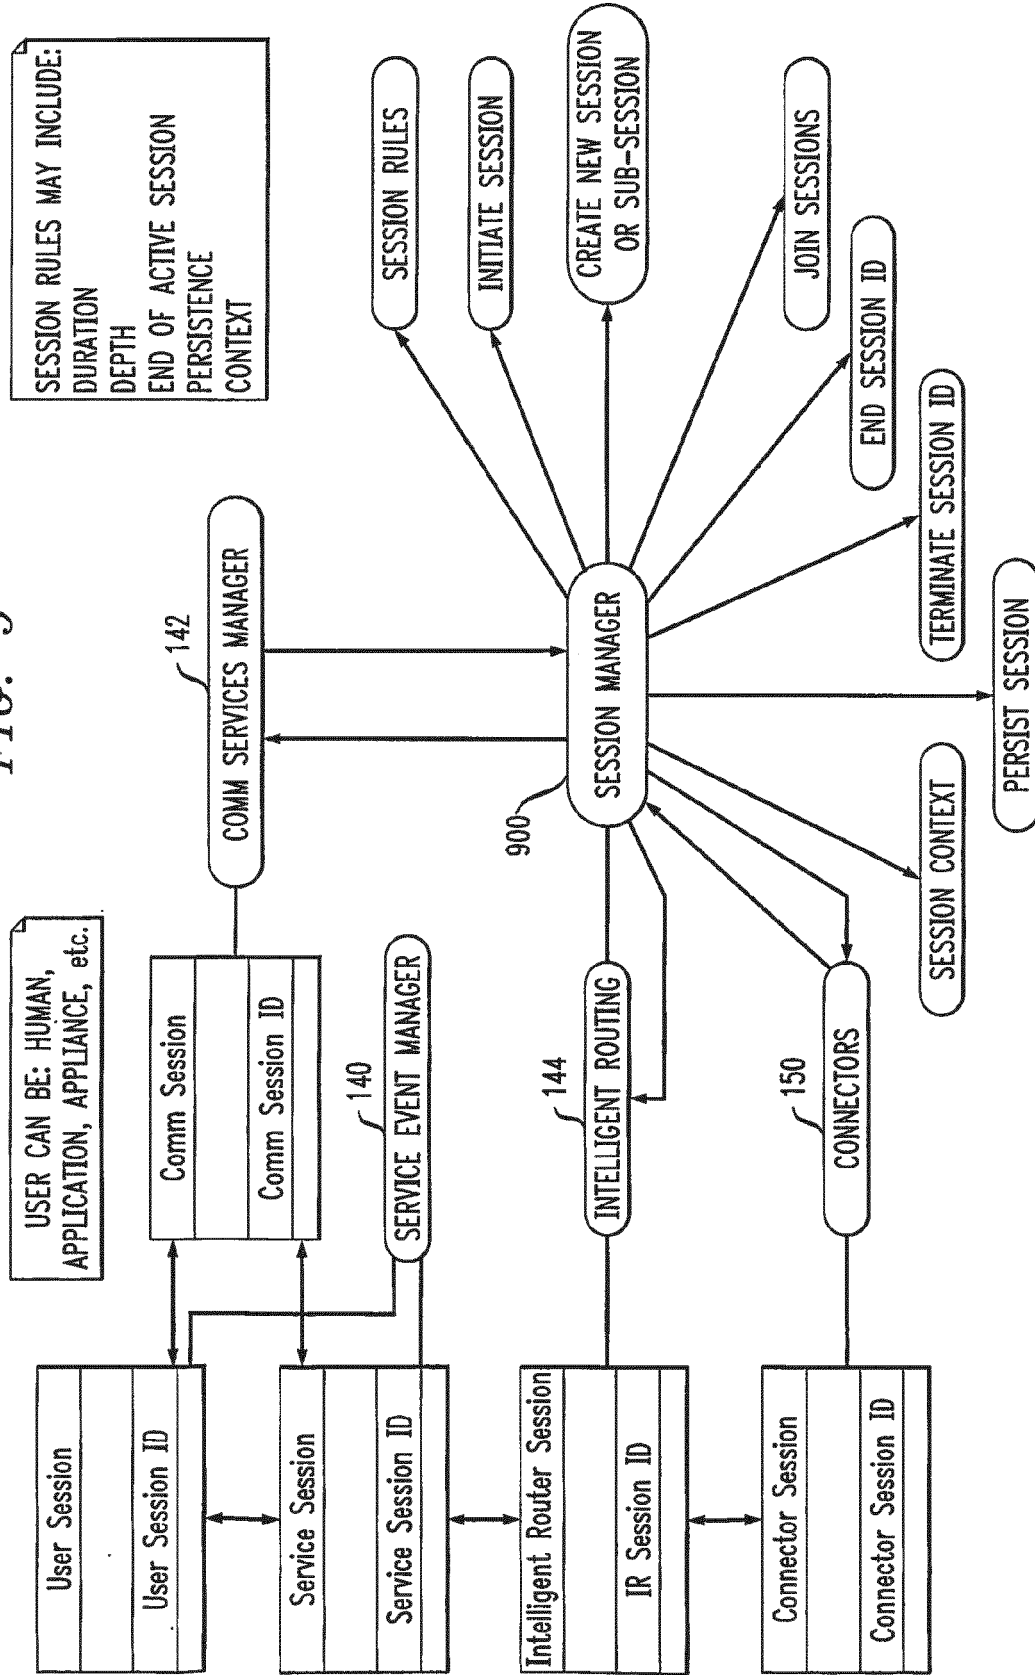 USER CAN BE: HUMAN,
APPLICATION, APPLIANCE, etc.
SESSION RULES MAY INCLUDE:
DURATION
DEPTH
END OF ACTIVE SESSION
PERSISTENCE
CONTEXT
User Session
User Session ID
Comm Session
Comm Session ID
142
COMM SERVICES MANAGER
Service Session
Service Session ID
140
SERVICE EVENT MANAGER
Intelligent Router Session
IR Session ID
144
INTELLIGENT ROUTING
Connector Session
Connector Session ID
150
CONNECTORS
900
SESSION MANAGER
SESSION RULES
INITIATE SESSION
CREATE NEW SESSION
OR SUB-SESSION
JOIN SESSIONS
END SESSION ID
TERMINATE SESSION ID
PERSIST SESSION
SESSION CONTEXT